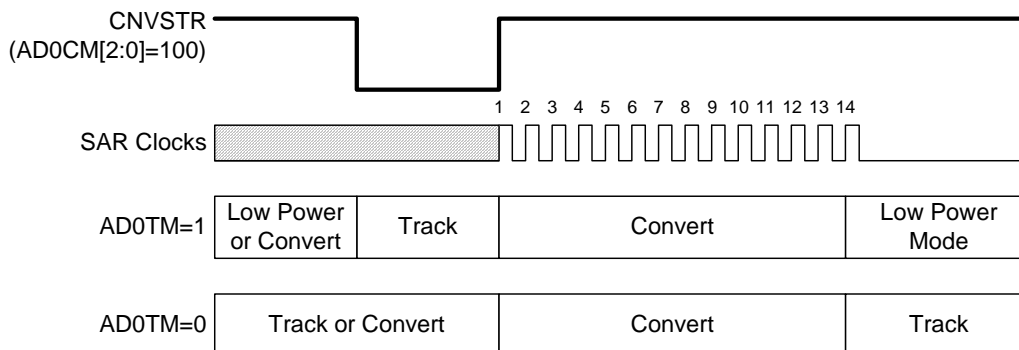 CNVSTR
(AD0CM[2:0]=100)
1 2 3 4 5 6 7 8 9 10 11 12 13 14
SAR Clocks
AD0TM=1
Low Power
or Convert
Track
Convert
Low Power
Mode
AD0TM=0
Track or Convert
Convert
Track